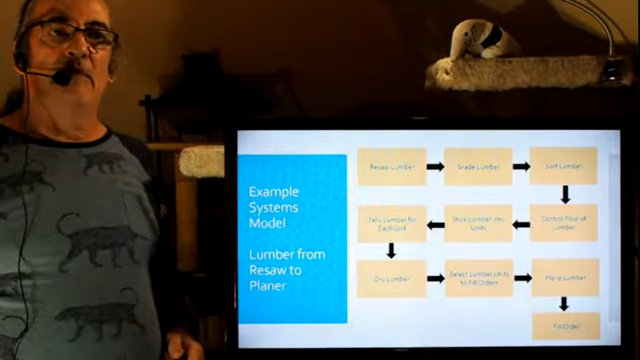 Example
Systems
Model
Lumber from
Resaw to
Planer
Resaw Lumber
Grade Lumber
Sort Lumber
Tally Lumber for
Each Unit
Stick Lumber into
Units
Control Flow of
Lumber
Dry Lumber
Select Lumber Units
to Fill Orders
Plane Lumber
Fill Order